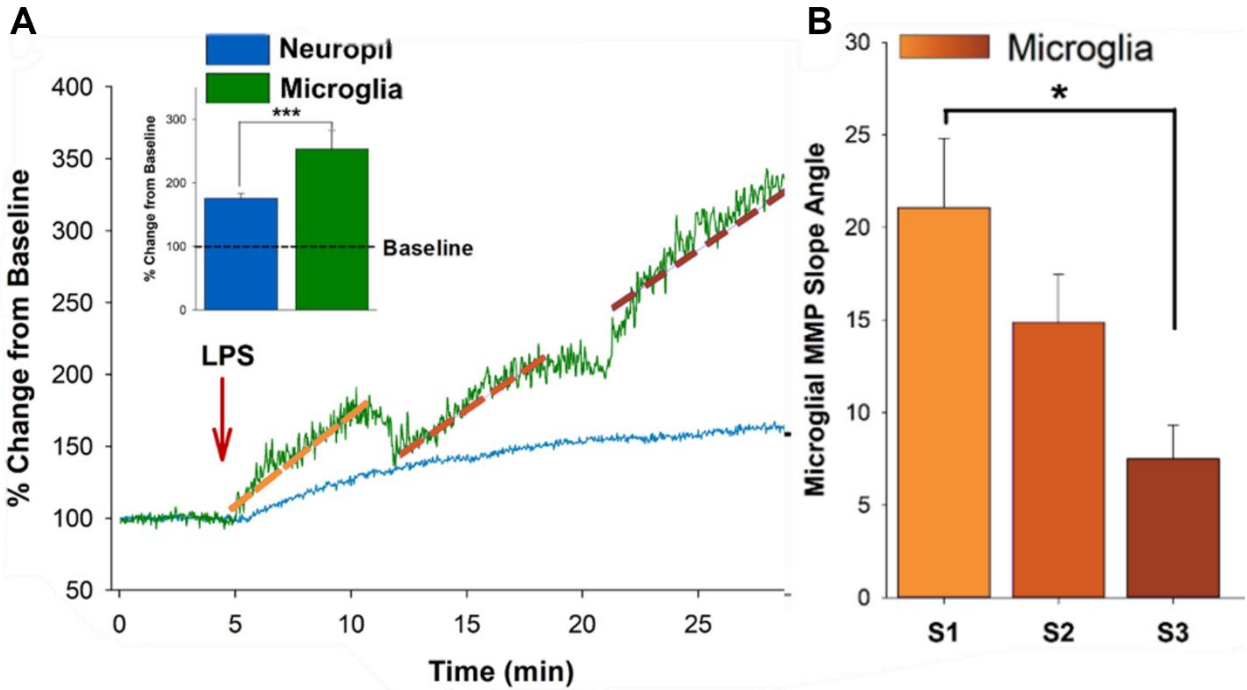 A
Neuropil
Microglia
400
350
300
250
200
150
100
50
% Change from Baseline
300
200
100
0
% Change from Baseline
***
Baseline
LPS
0 5 10 15 20 25
Time (min)
B
Microglia
*
30
25
20
15
10
5
0
Microglial MMP Slope Angle
S1 S2 S3